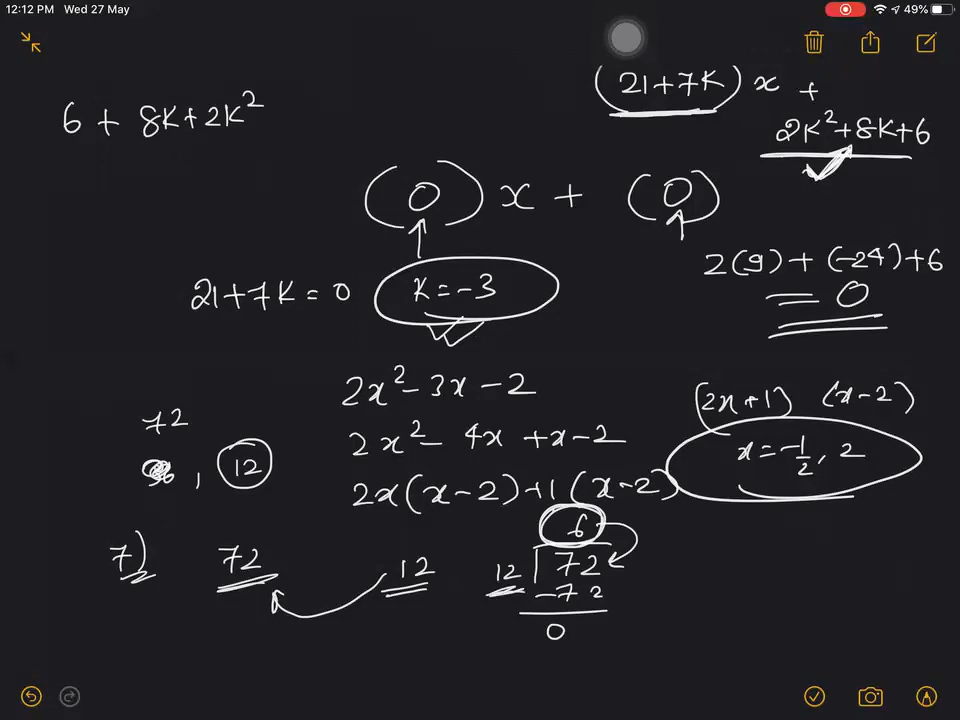 12:12 PM Wed 27 May
49%
6 + 8K + 2K²
(21+7K) x +
2K²+8K+6
(0) x + (0)
2(9) + (-24) + 6
= 0
21+7K = 0 K = -3
2x² - 3x - 2
(2x+1) (x-2)
72
2x² - 4x + x - 2
x = -1/2, 2
, 12
2x(x-2)+1(x-2)
6
7) 72 12 12 72
-72
0